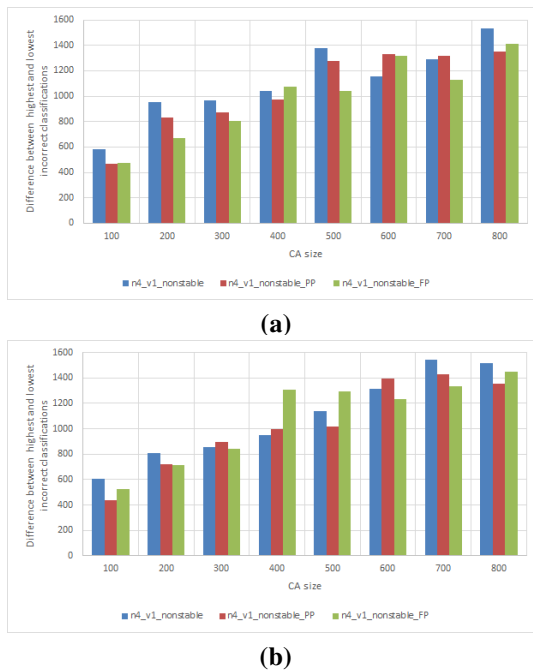 1600
1400
1200
1000
800
600
400
200
0
Difference between highest and lowest
incorrect classifications
100 200 300 400 500 600 700 800
CA size
n4_v1_nonstable n4_v1_nonstable_PP n4_v1_nonstable_FP
(a)
1600
1400
1200
1000
800
600
400
200
0
Difference between highest and lowest
incorrect classifications
100 200 300 400 500 600 700 800
CA size
n4_v1_nonstable n4_v1_nonstable_PP n4_v1_nonstable_FP
(b)